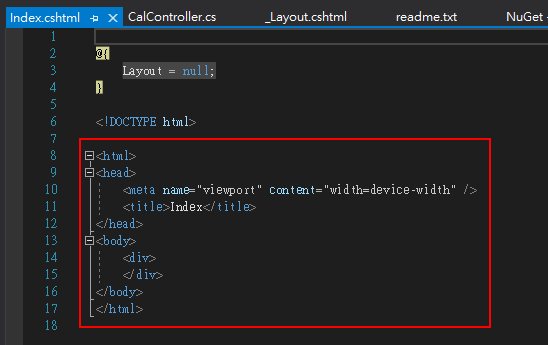 Index.cshtml CalController.cs _Layout.cshtml readme.txt NuGet -
1
2 @{
3 Layout = null;
4 }
5
6 <!DOCTYPE html>
7
8 <html>
9 <head>
10 <meta name="viewport" content="width=device-width" />
11 <title>Index</title>
12 </head>
13 <body>
14 <div>
15 </div>
16 </body>
17 </html>
18